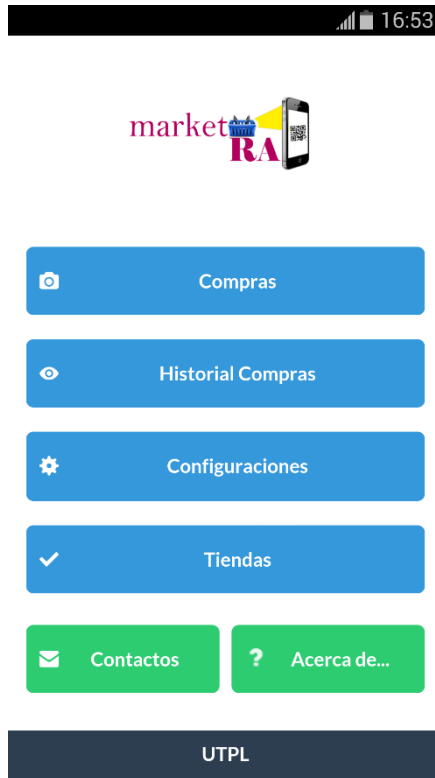 16:53
market
RA
Compras
Historial Compras
Configuraciones
Tiendas
Contactos
? Acerca de...
UTPL